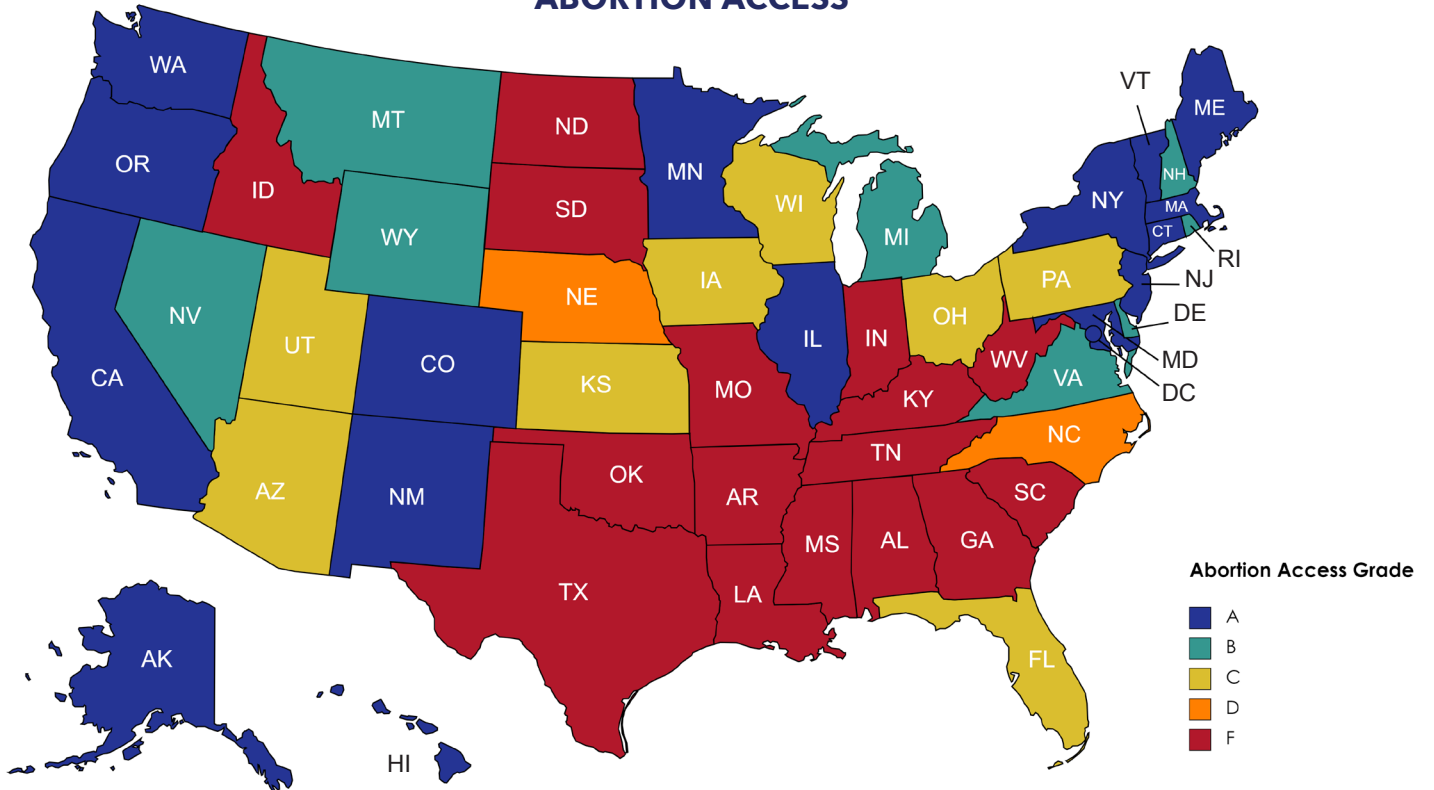 ABORTION ACCESS
WA
OR
CA
ID
NV
MT
WY
UT
AZ
CO
NM
ND
SD
NE
KS
OK
TX
MN
IA
MO
AR
LA
WI
IL
MI
IN
OH
KY
TN
MS
AL
GA
FL
SC
NC
VA
WV
PA
NY
VT
NH
ME
MA
CT
RI
NJ
DE
MD
DC
AK
HI
Abortion Access Grade
A
B
C
D
F